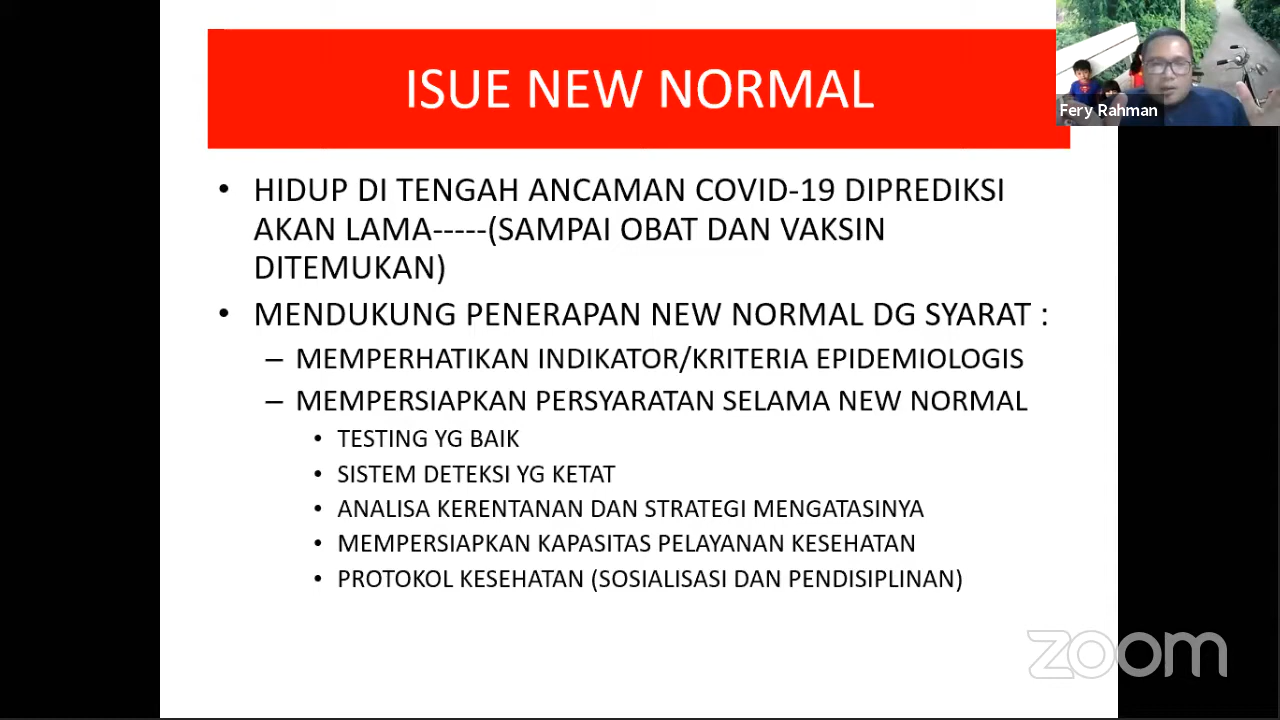 ISUE NEW NORMAL
Fery Rahman
• HIDUP DI TENGAH ANCAMAN COVID-19 DIPREDIKSI
AKAN LAMA-----(SAMPAI OBAT DAN VAKSIN
DITEMUKAN)
• MENDUKUNG PENERAPAN NEW NORMAL DG SYARAT :
– MEMPERHATIKAN INDIKATOR/KRITERIA EPIDEMIOLOGIS
– MEMPERSIAPKAN PERSYARATAN SELAMA NEW NORMAL
• TESTING YG BAIK
• SISTEM DETEKSI YG KETAT
• ANALISA KERENTANAN DAN STRATEGI MENGATASINYA
• MEMPERSIAPKAN KAPASITAS PELAYANAN KESEHATAN
• PROTOKOL KESEHATAN (SOSIALISASI DAN PENDISIPLINAN)
zoom